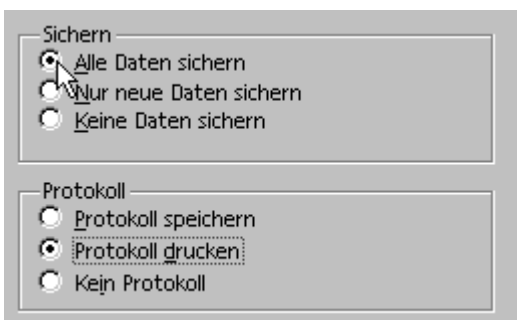 Sichern
Alle Daten sichern
Nur neue Daten sichern
Keine Daten sichern
Protokoll
Protokoll speichern
Protokoll drucken
Kein Protokoll